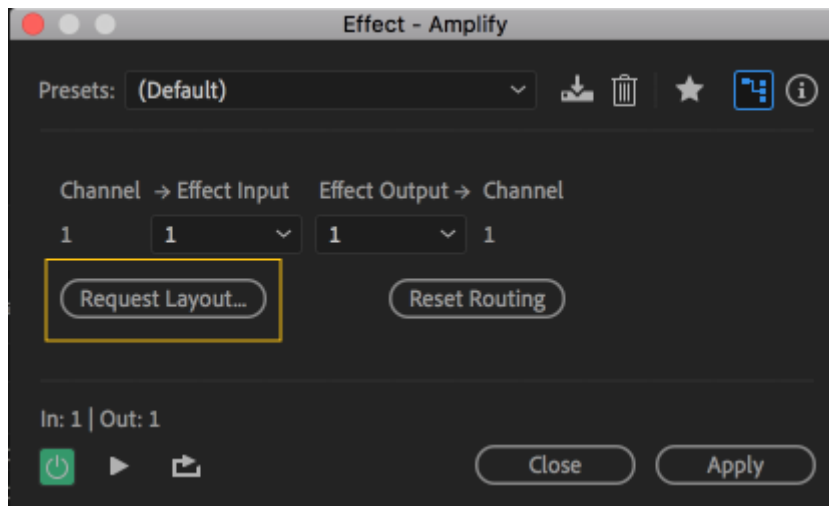 Effect - Amplify
Presets: (Default)
Channel → Effect Input Effect Output → Channel
1 1 1 1
Request Layout... Reset Routing
In: 1 | Out: 1
Close Apply